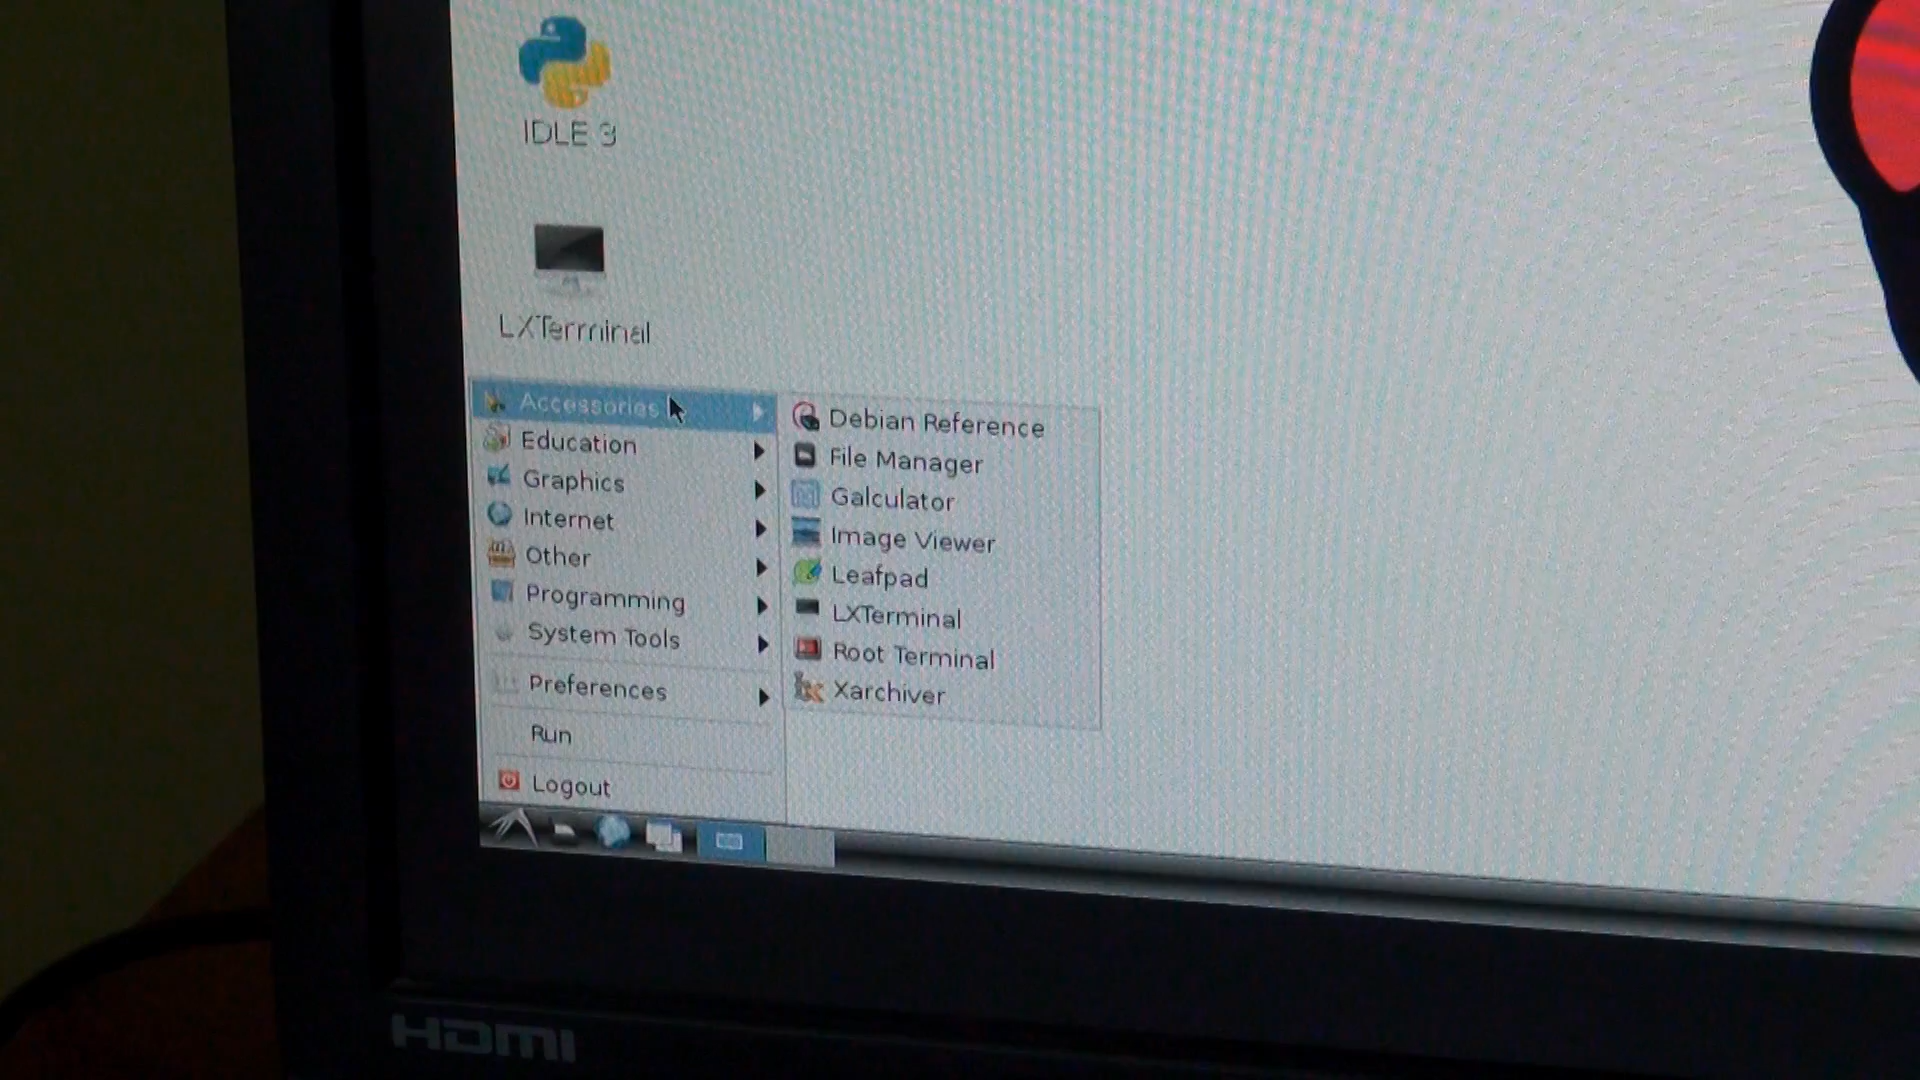 IDLE 3
LXTerminal
Accessories
Education
Graphics
Internet
Other
Programming
System Tools
Preferences
Run
Logout
Debian Reference
File Manager
Galculator
Image Viewer
Leafpad
LXTerminal
Root Terminal
Xarchiver
HDMI